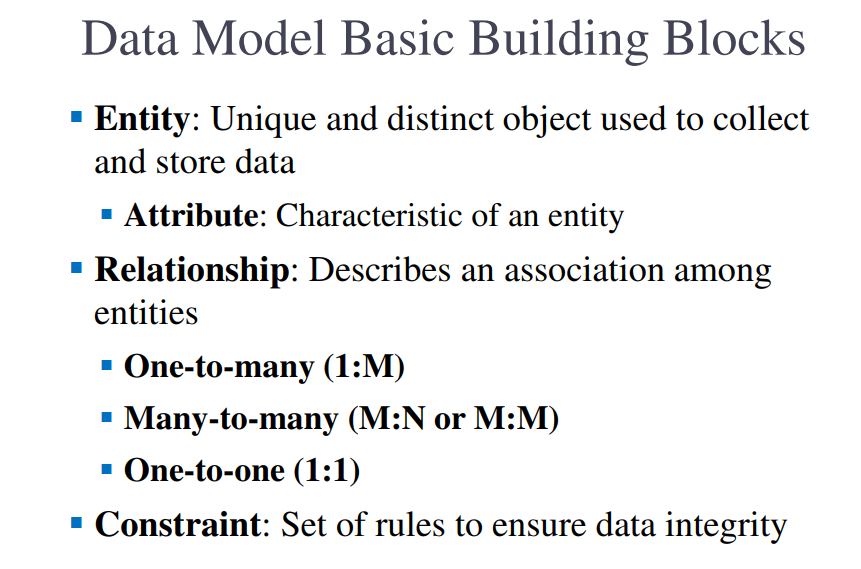 Data Model Basic Building Blocks
▪ Entity: Unique and distinct object used to collect
and store data
▪ Attribute: Characteristic of an entity
▪ Relationship: Describes an association among
entities
▪ One-to-many (1:M)
▪ Many-to-many (M:N or M:M)
▪ One-to-one (1:1)
▪ Constraint: Set of rules to ensure data integrity